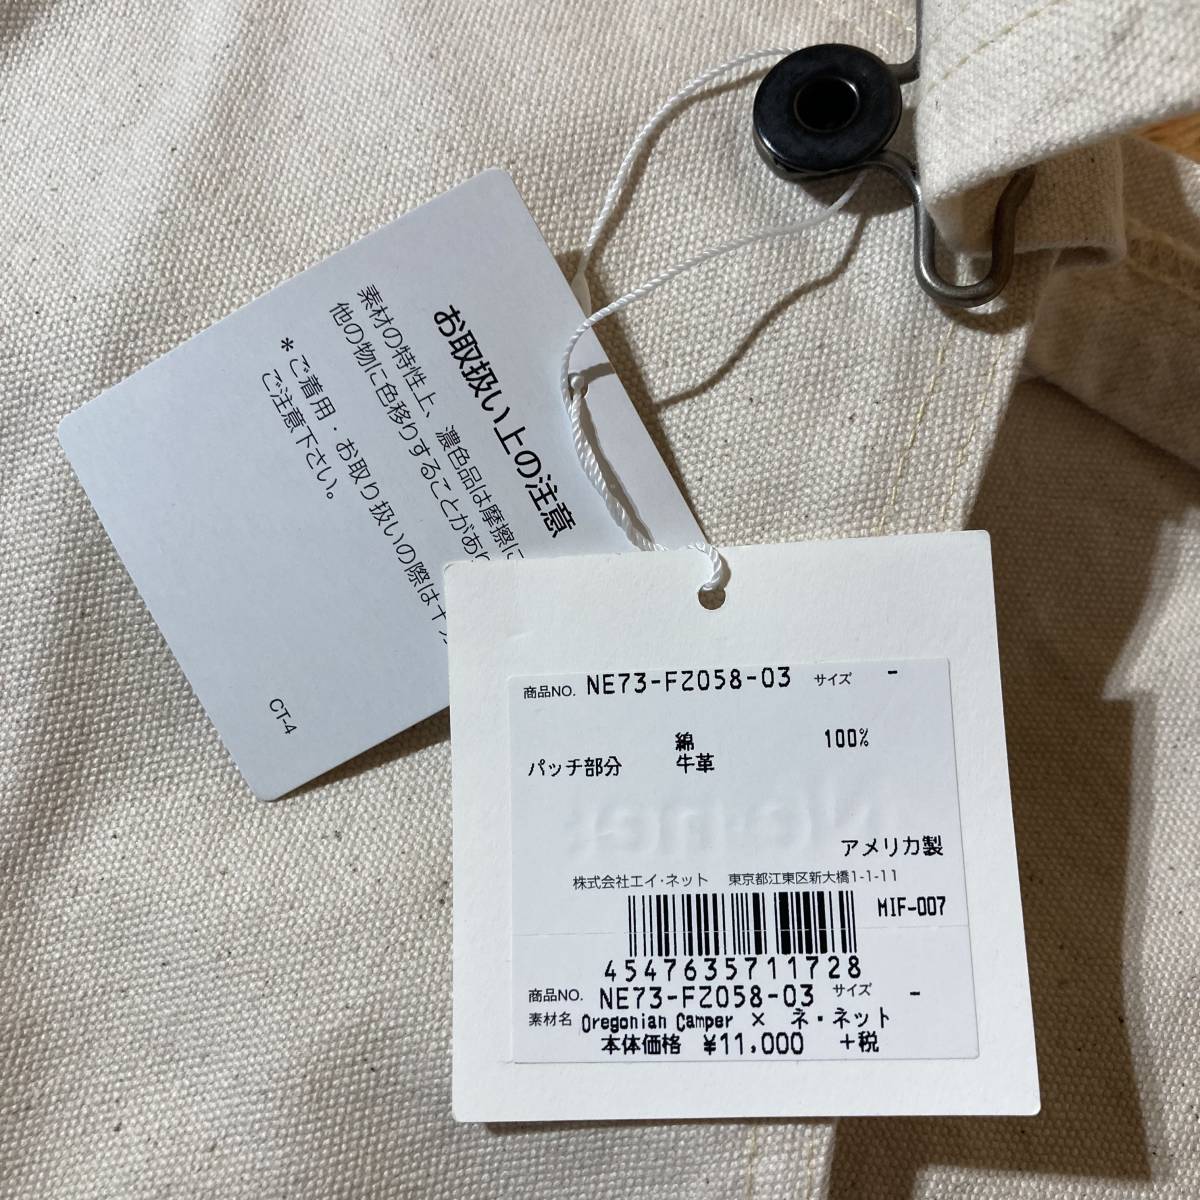 お取扱い上の注意
素材の特性上、濃色品は摩擦に
他の物に色移りすることがあり
＊ご着用・お取り扱いの際は十分
ご注意下さい。
CT-4
商品NO. NE73-FZ058-03 サイズ -
綿 100%
パッチ部分 牛革
Ne-net
アメリカ製
株式会社エイ・ネット 東京都江東区新大橋1-1-11
MIF-007
4547635711728
商品NO. NE73-FZ058-03 サイズ -
素材名 Oregonian Camper × ネ・ネット
本体価格 ¥11,000 +税